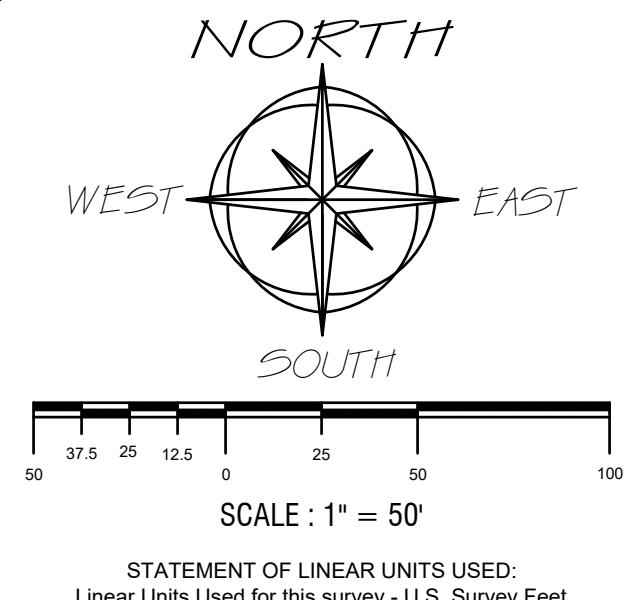 NORTH
WEST EAST
SOUTH
37.5 25 12.5 25
50 0 50 100
SCALE : 1" = 50'
STATEMENT OF LINEAR UNITS USED:
Linear Units Used for this survey - U.S. Survey Feet